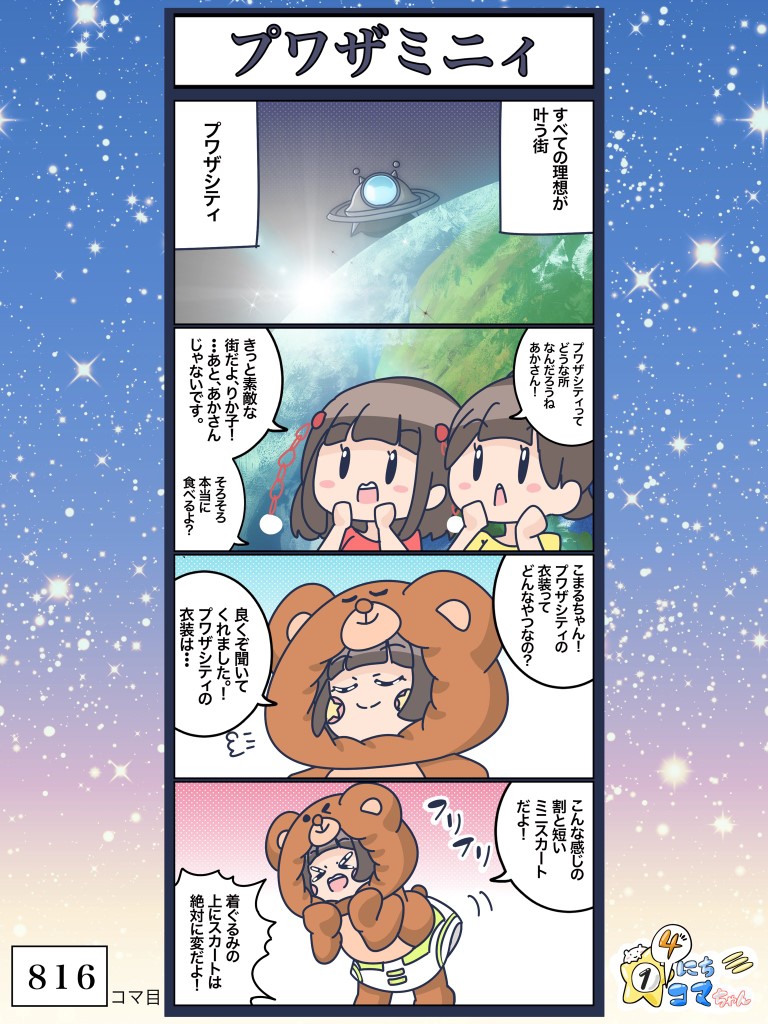 プワザミニィ
すべての理想が
叶う街
プワザシティ
プワザシティって
どうな所
なんだろうね
あかさん！
きっと素敵な
街だよ、りか子！
…あと、あかさん
じゃないです。
そろそろ
本当に
食べるよ？
こまるちゃん！
プワザシティの
衣装って
どんなやつなの？
良くぞ聞いて
くれました。！
プワザシティの
衣装は…
こんな感じの
割と短い
ミニスカート
だよ！
フリ
フリ
着ぐるみの
上にスカートは
絶対に変だよ！
816
コマ目
1
4
にち
コマ
ちゃん